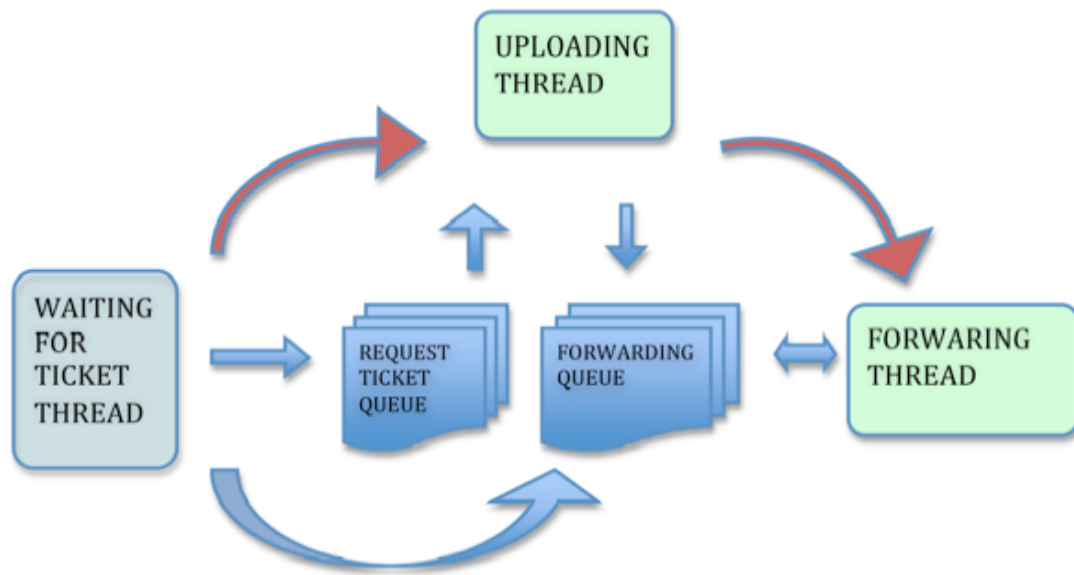 UPLOADING
THREAD
WAITING
FOR
TICKET
THREAD
REQUEST
TICKET
QUEUE
FORWARDING
QUEUE
FORWARING
THREAD